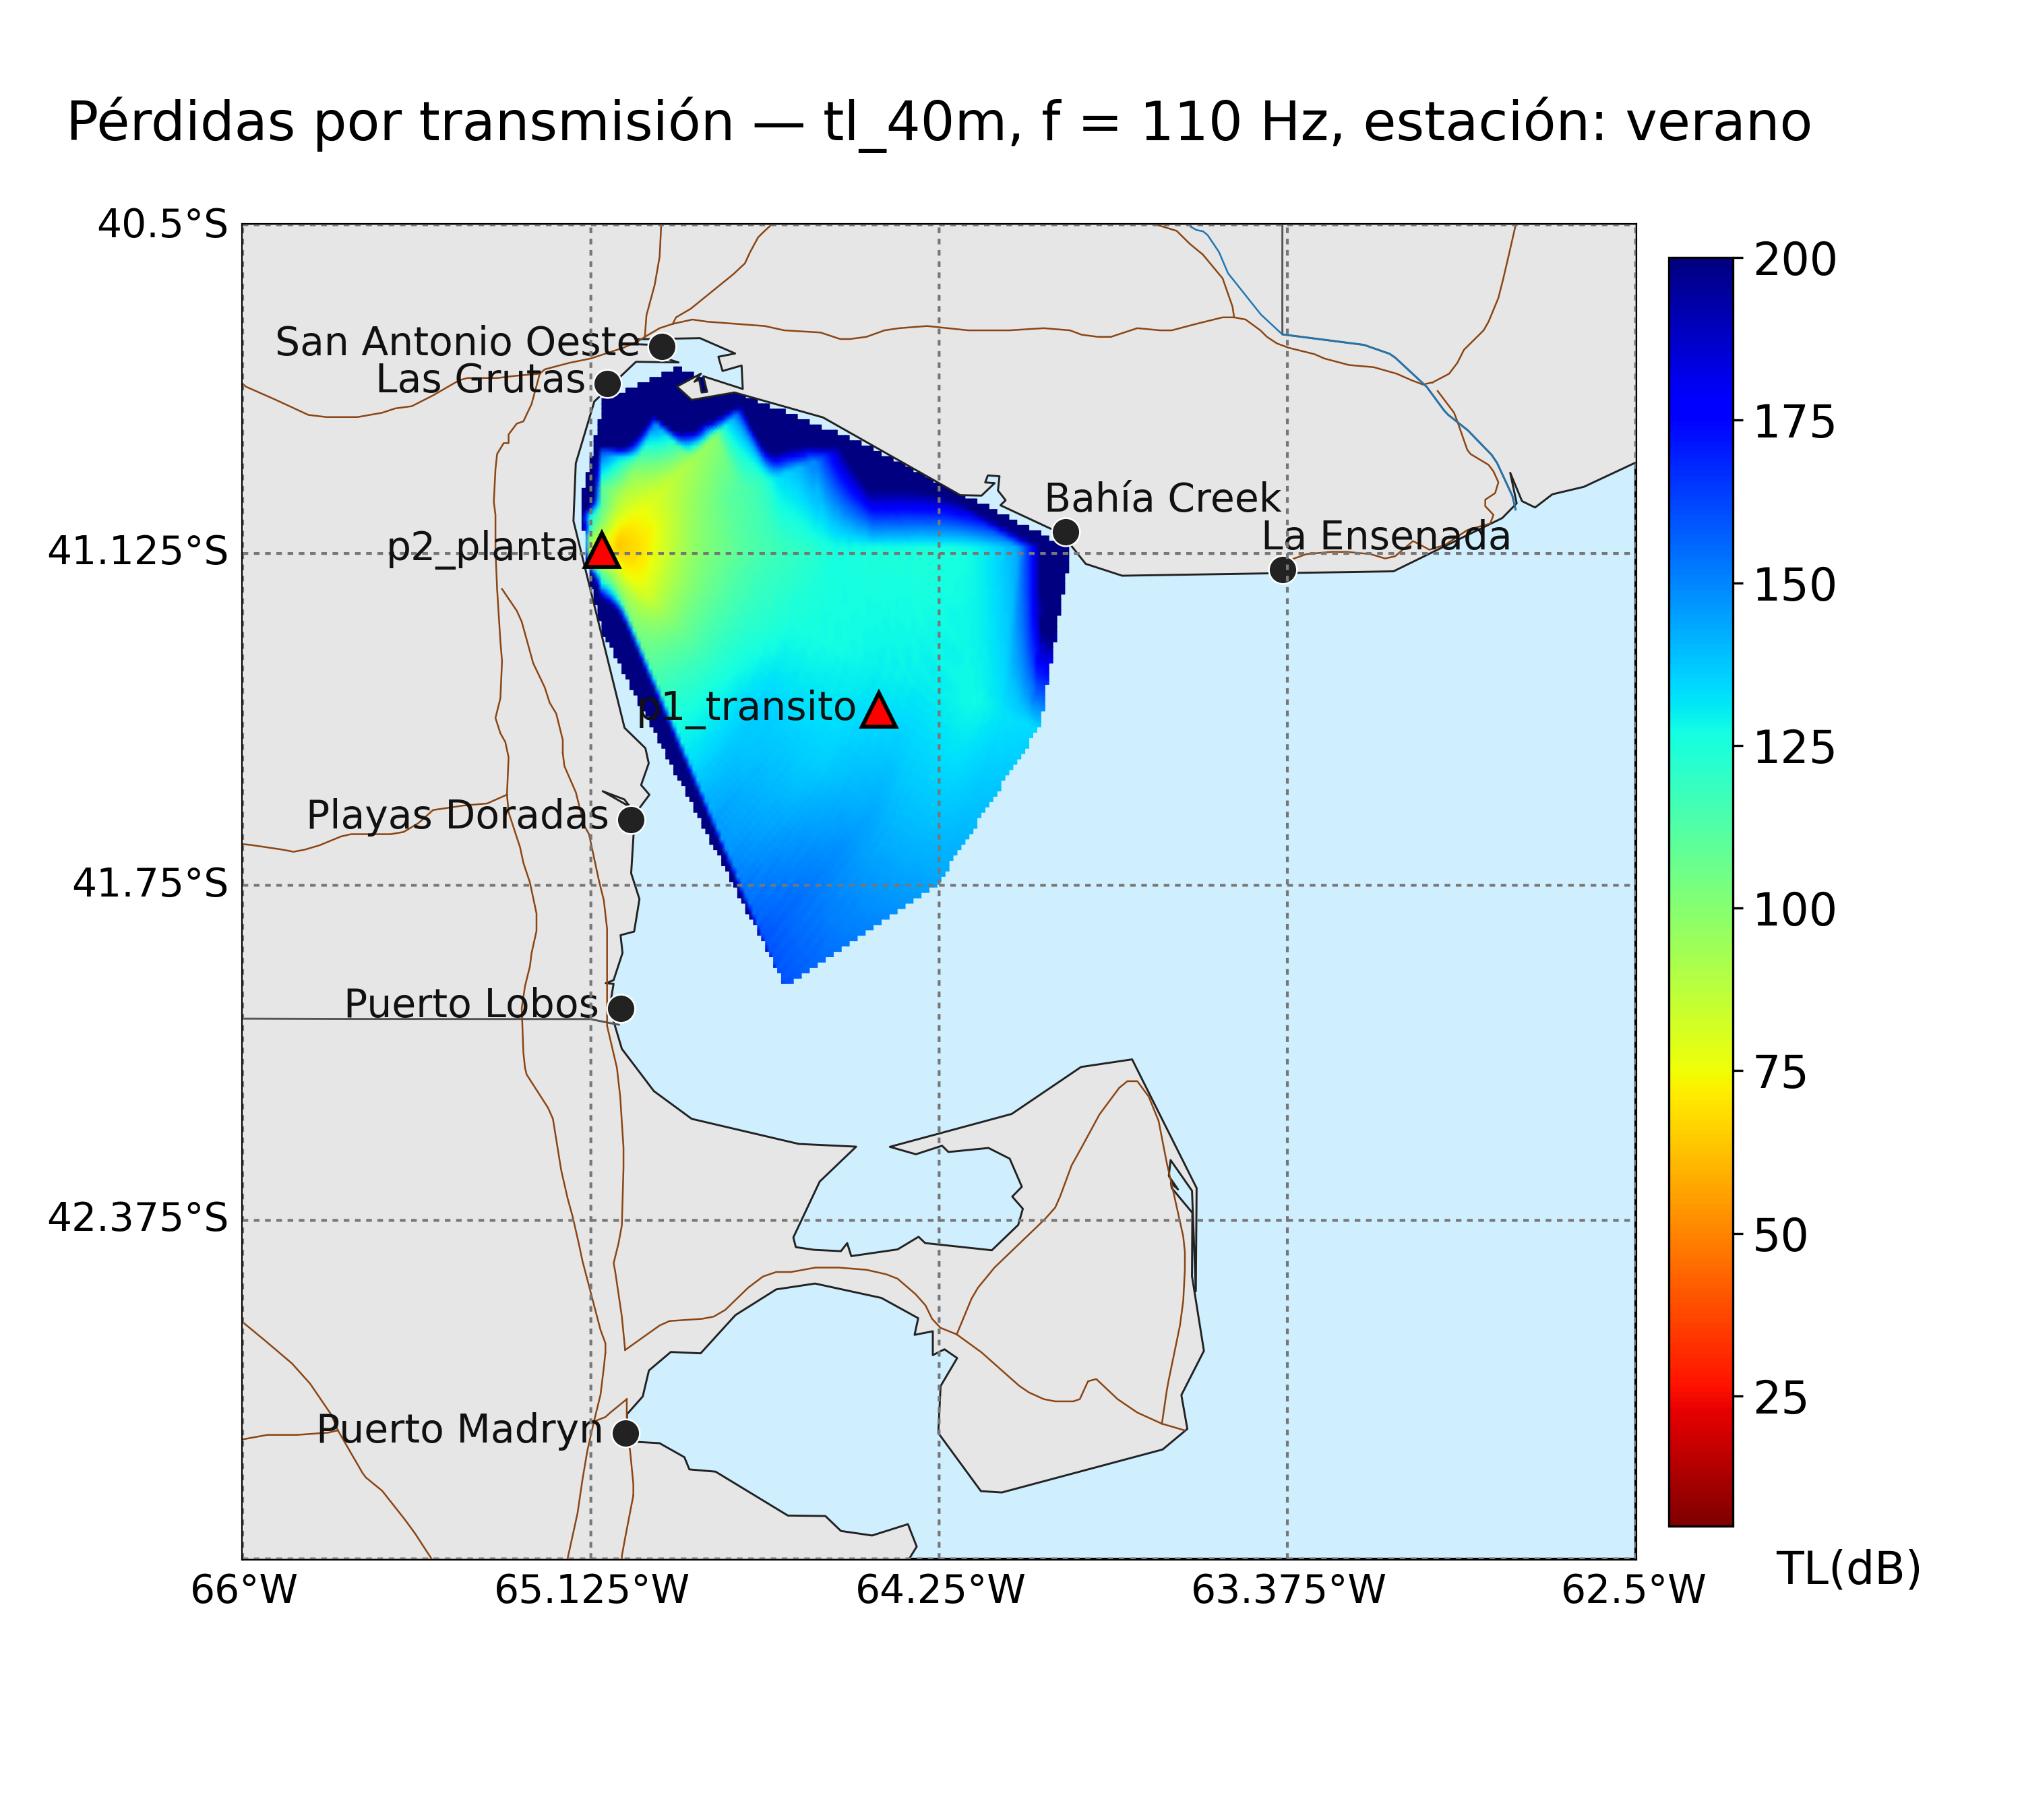 Pérdidas por transmisión — tl_40m, f = 110 Hz, estación: verano
40.5°S
200
San Antonio Oeste
Las Grutas
175
Bahía Creek
La Ensenada
p2_planta
41.125°S
150
p1_transito
125
Playas Doradas
41.75°S
100
Puerto Lobos
75
42.375°S
50
25
Puerto Madryn
TL(dB)
66°W
65.125°W
64.25°W
63.375°W
62.5°W